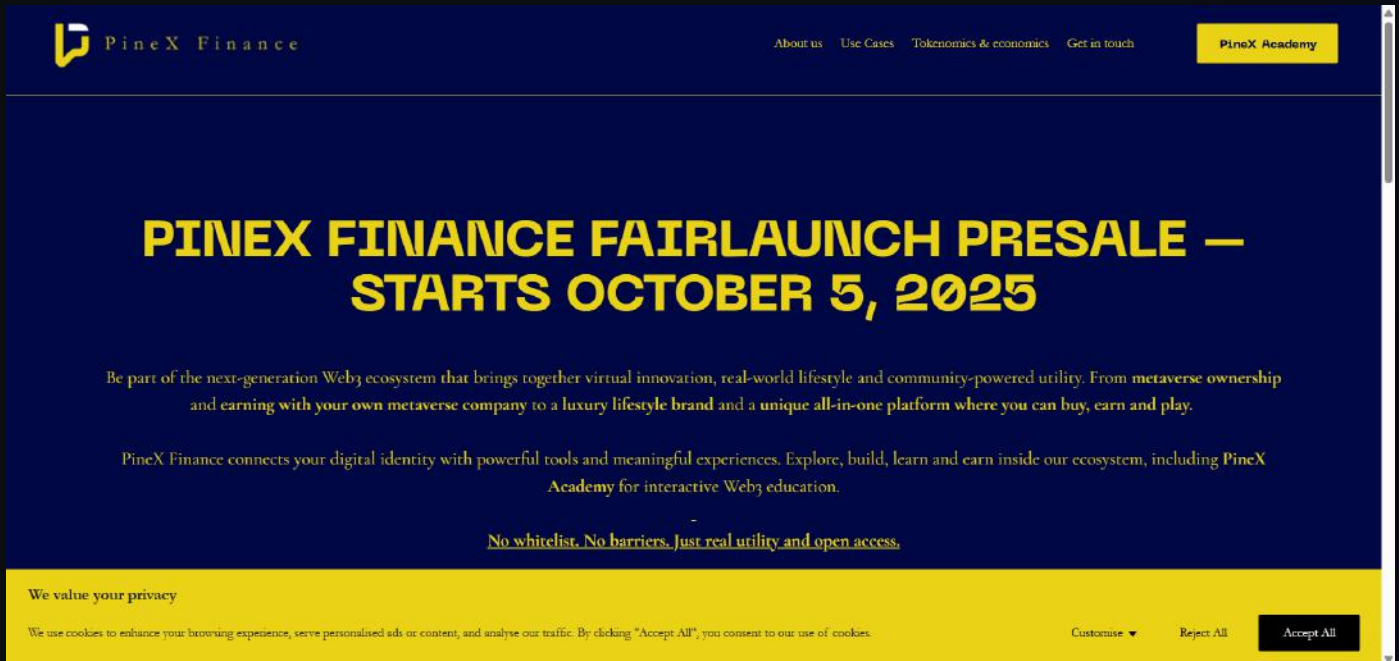 PineX Finance
About us Use Cases Tokenomics & economics Get in touch PineX Academy
PINEX FINANCE FAIRLAUNCH PRESALE –
STARTS OCTOBER 5, 2025
Be part of the next-generation Web3 ecosystem that brings together virtual innovation, real-world lifestyle and community-powered utility. From metaverse ownership
and earning with your own metaverse company to a luxury lifestyle brand and a unique all-in-one platform where you can buy, earn and play.
PineX Finance connects your digital identity with powerful tools and meaningful experiences. Explore, build, learn and earn inside our ecosystem, including PineX
Academy for interactive Web3 education.
-
No whitelist. No barriers. Just real utility and open access.
We value your privacy
We use cookies to enhance your browsing experience, serve personalised ads or content, and analyse our traffic. By clicking "Accept All", you consent to our use of cookies.
Customise Reject All Accept All